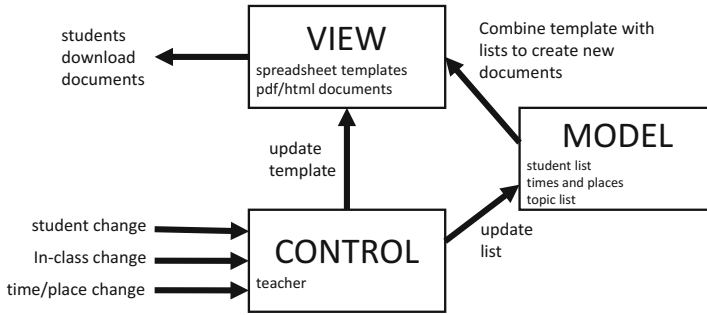 students
download
documents
VIEW
spreadsheet templates
pdf/html documents
Combine template with
lists to create new
documents
update
template
MODEL
student list
times and places
topic list
student change
In-class change
time/place change
CONTROL
teacher
update
list